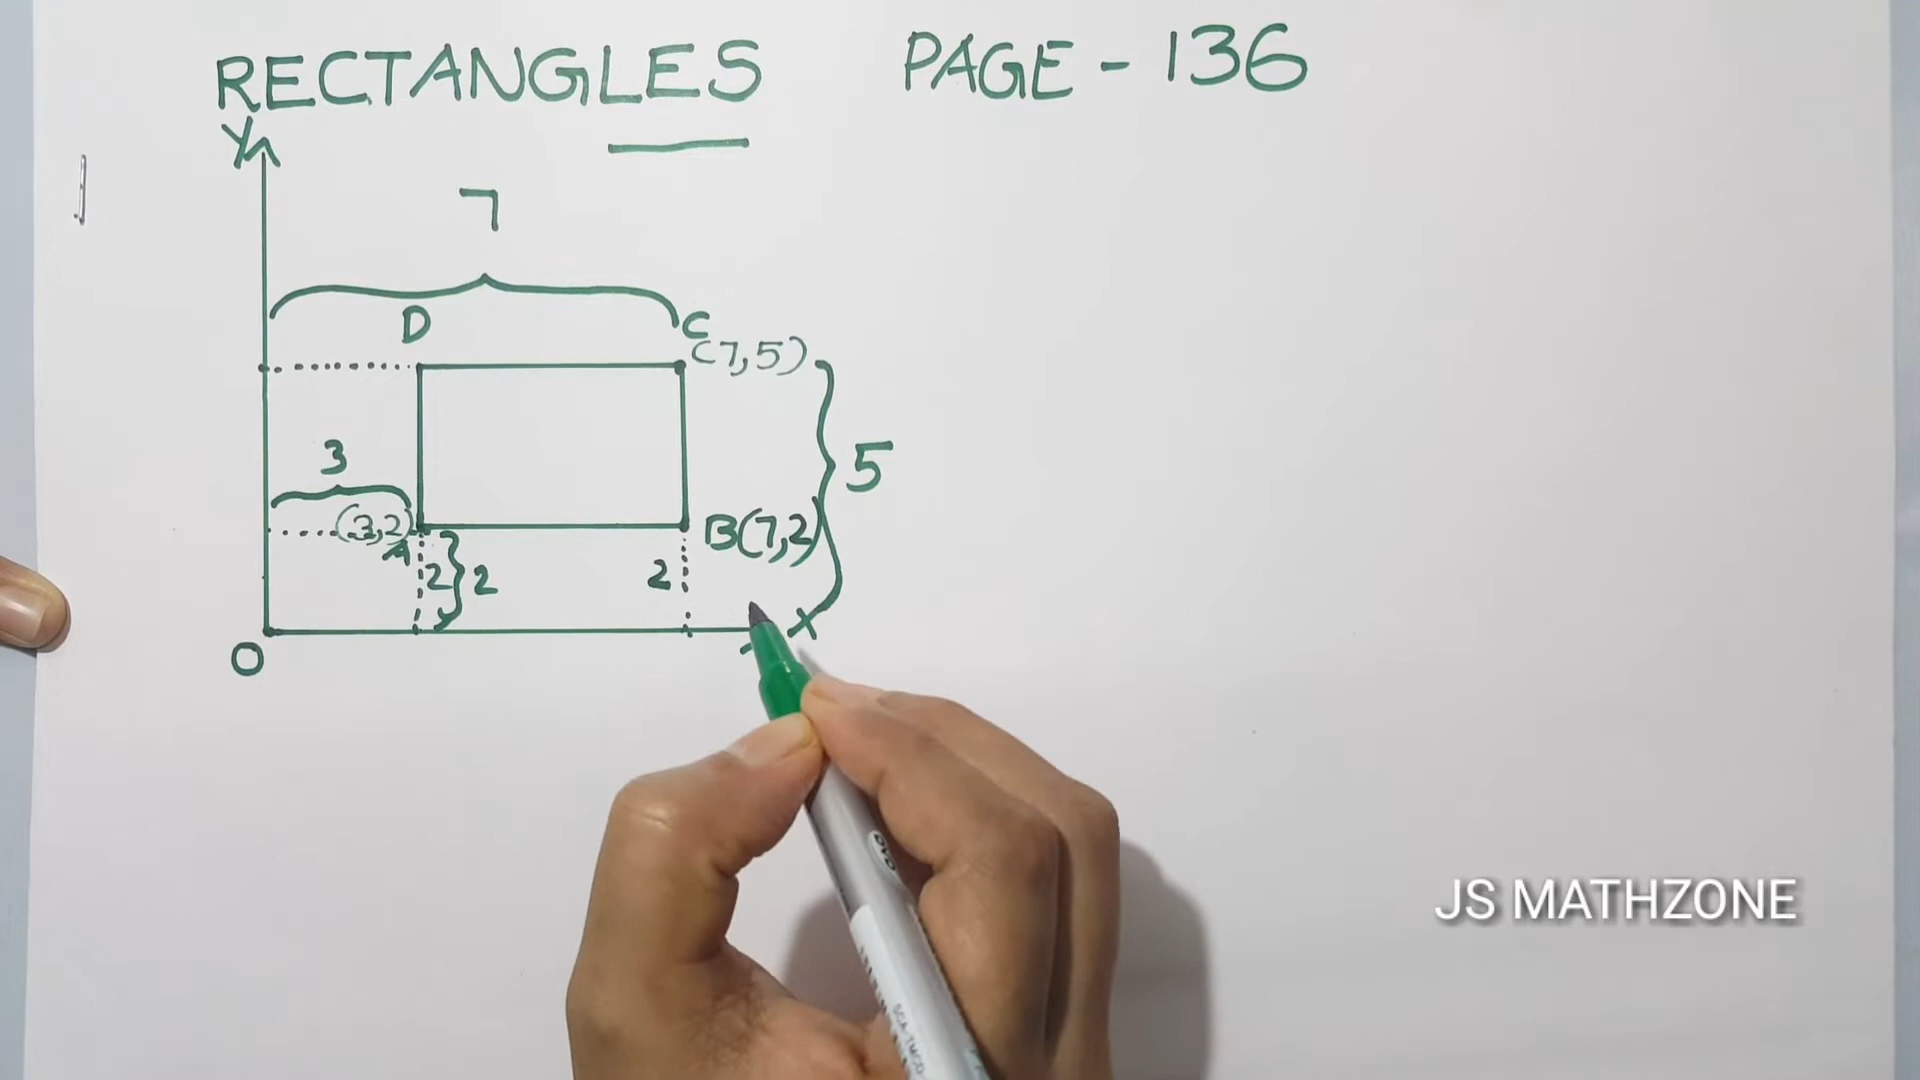 RECTANGLES PAGE - 136
Y
7
D
C
(7,5)
3
5
(3,2)
A
B(7,2)
2
2
2
X
O
JS MATHZONE